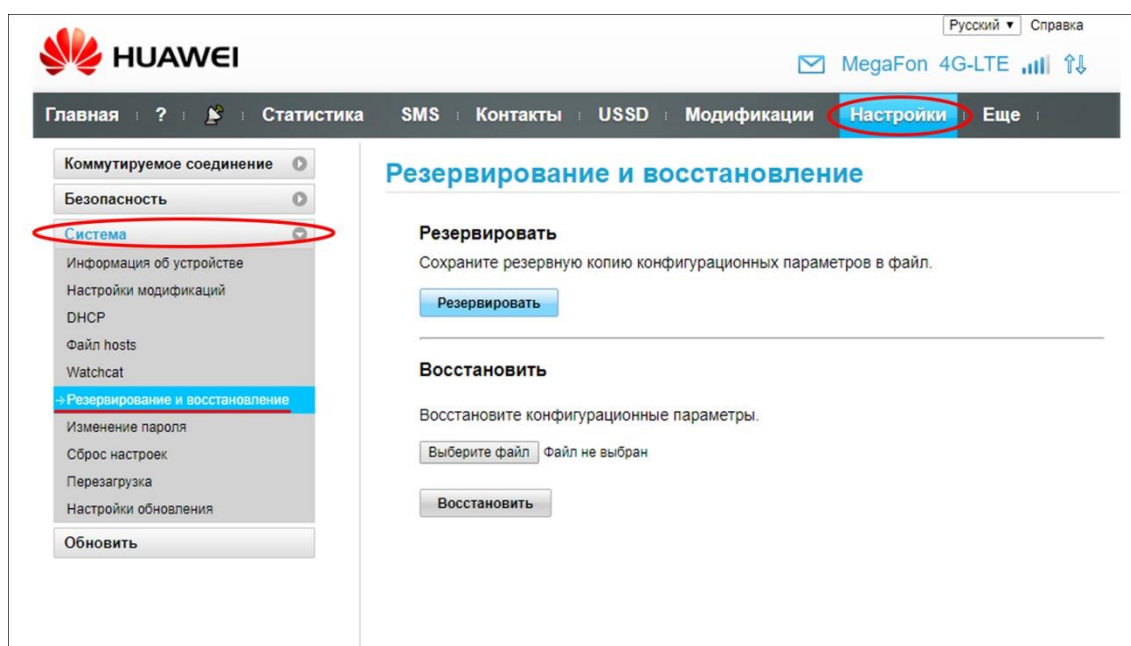 Русский ▼ Справка
HUAWEI
MegaFon 4G-LTE
Главная ? Статистика SMS Контакты USSD Модификации Настройки Еще
Коммутируемое соединение
Безопасность
Система
Информация об устройстве
Настройки модификаций
DHCP
Файл hosts
Watchcat
→Резервирование и восстановление
Изменение пароля
Сброс настроек
Перезагрузка
Настройки обновления
Обновить
Резервирование и восстановление
Резервировать
Сохраните резервную копию конфигурационных параметров в файл.
Резервировать
Восстановить
Восстановите конфигурационные параметры.
Выберите файл Файл не выбран
Восстановить